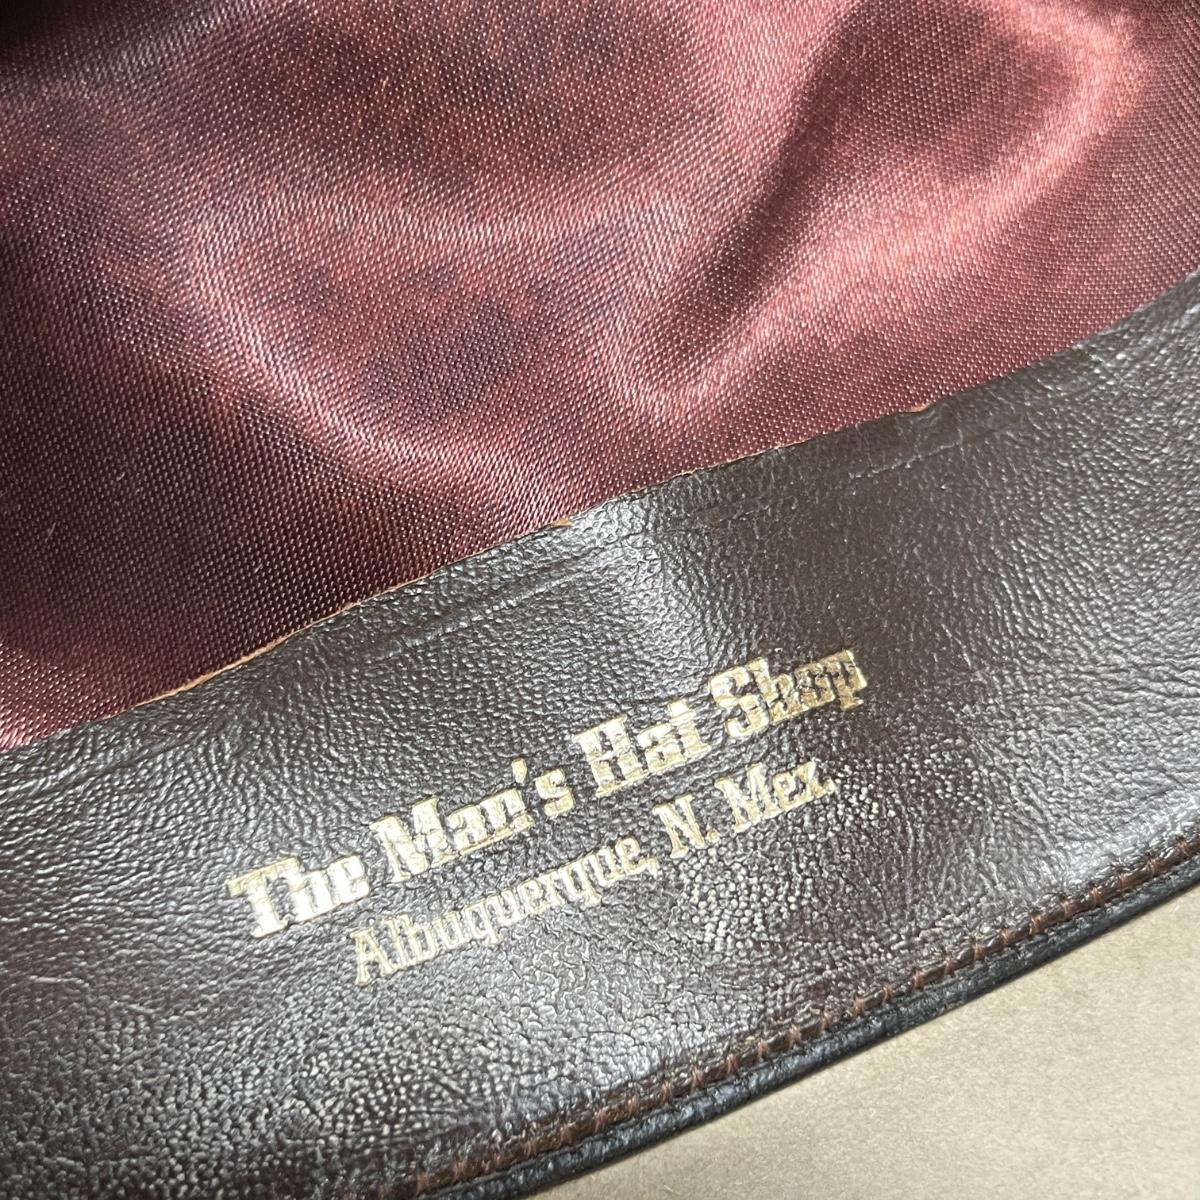 The Man's Hat Shop
Albuquerque, N. Mex.